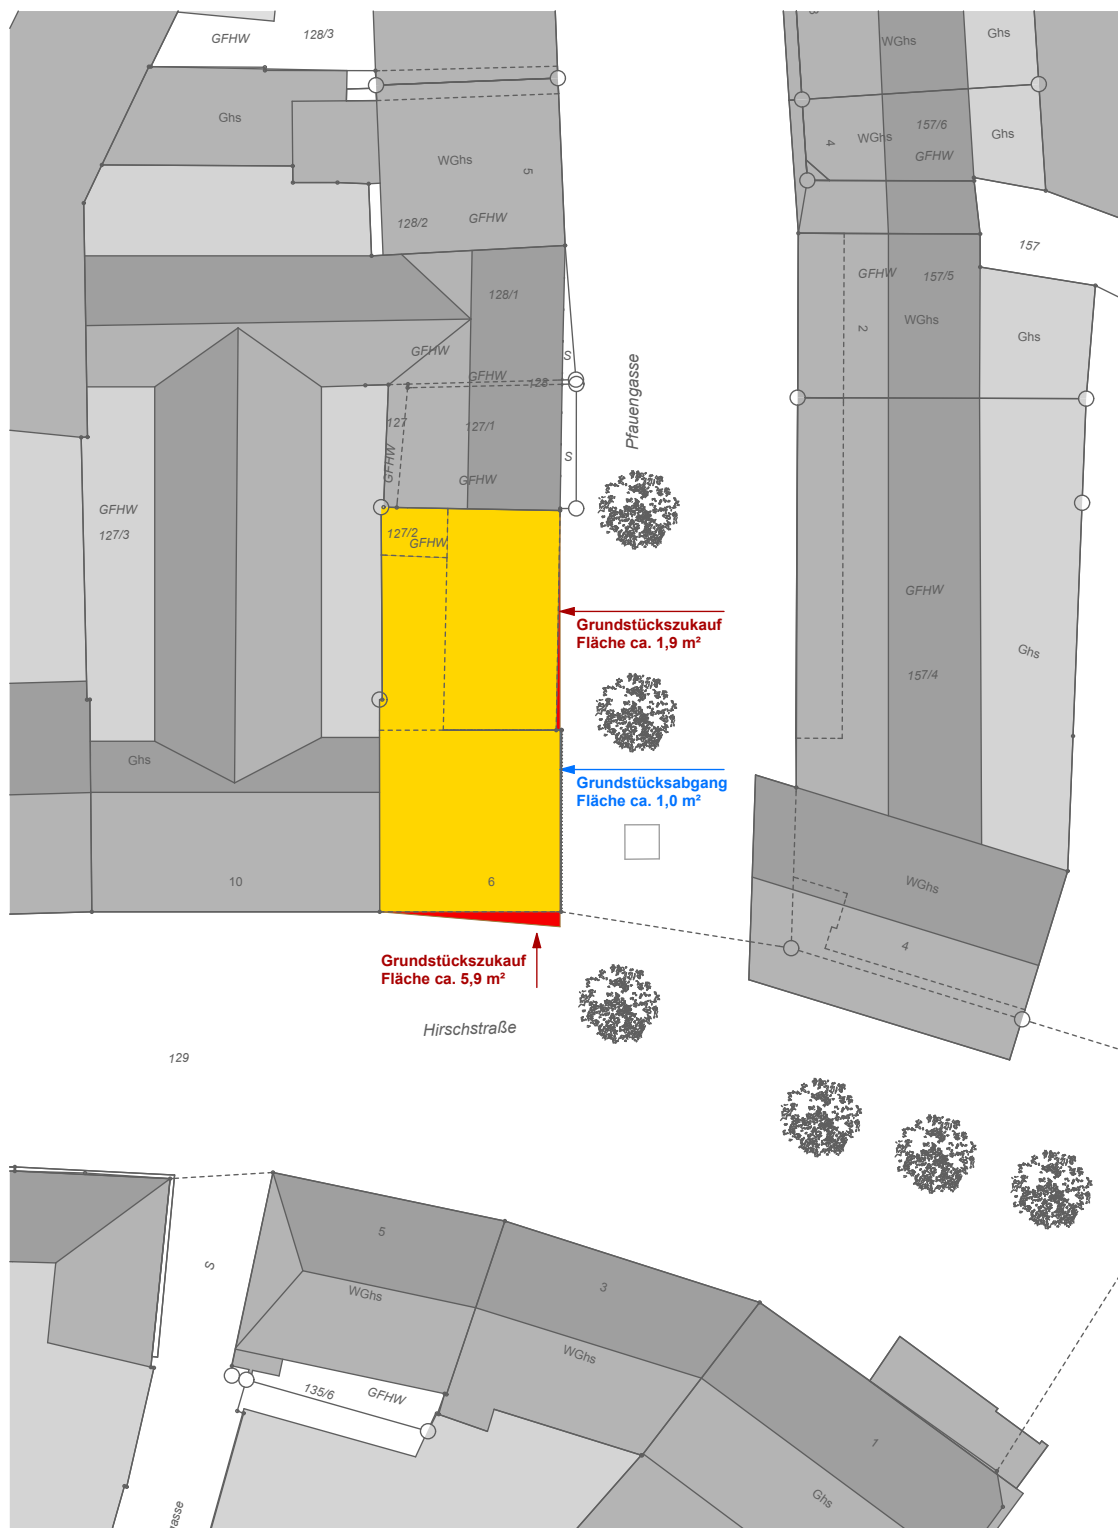 GFHW
128/3
3
WGhs
Ghs
Ghs
WGhs
5
128/2
GFHW
4
WGhs
157/6
GFHW
Ghs
157
128/1
GFHW
GFHW
128
S
Pfauengasse
GFHW
157/5
2
WGhs
Ghs
127
127/1
GFHW
GFHW
S
GFHW
127/3
127/2
GFHW
GFHW
157/4
Ghs
Grundstückszukauf
Fläche ca. 1,9 m²
Ghs
Grundstücksabgang
Fläche ca. 1,0 m²
10
6
WGhs
4
Grundstückszukauf
Fläche ca. 5,9 m²
Hirschstraße
129
5
S
WGhs
3
WGhs
135/6
GFHW
1
Ghs